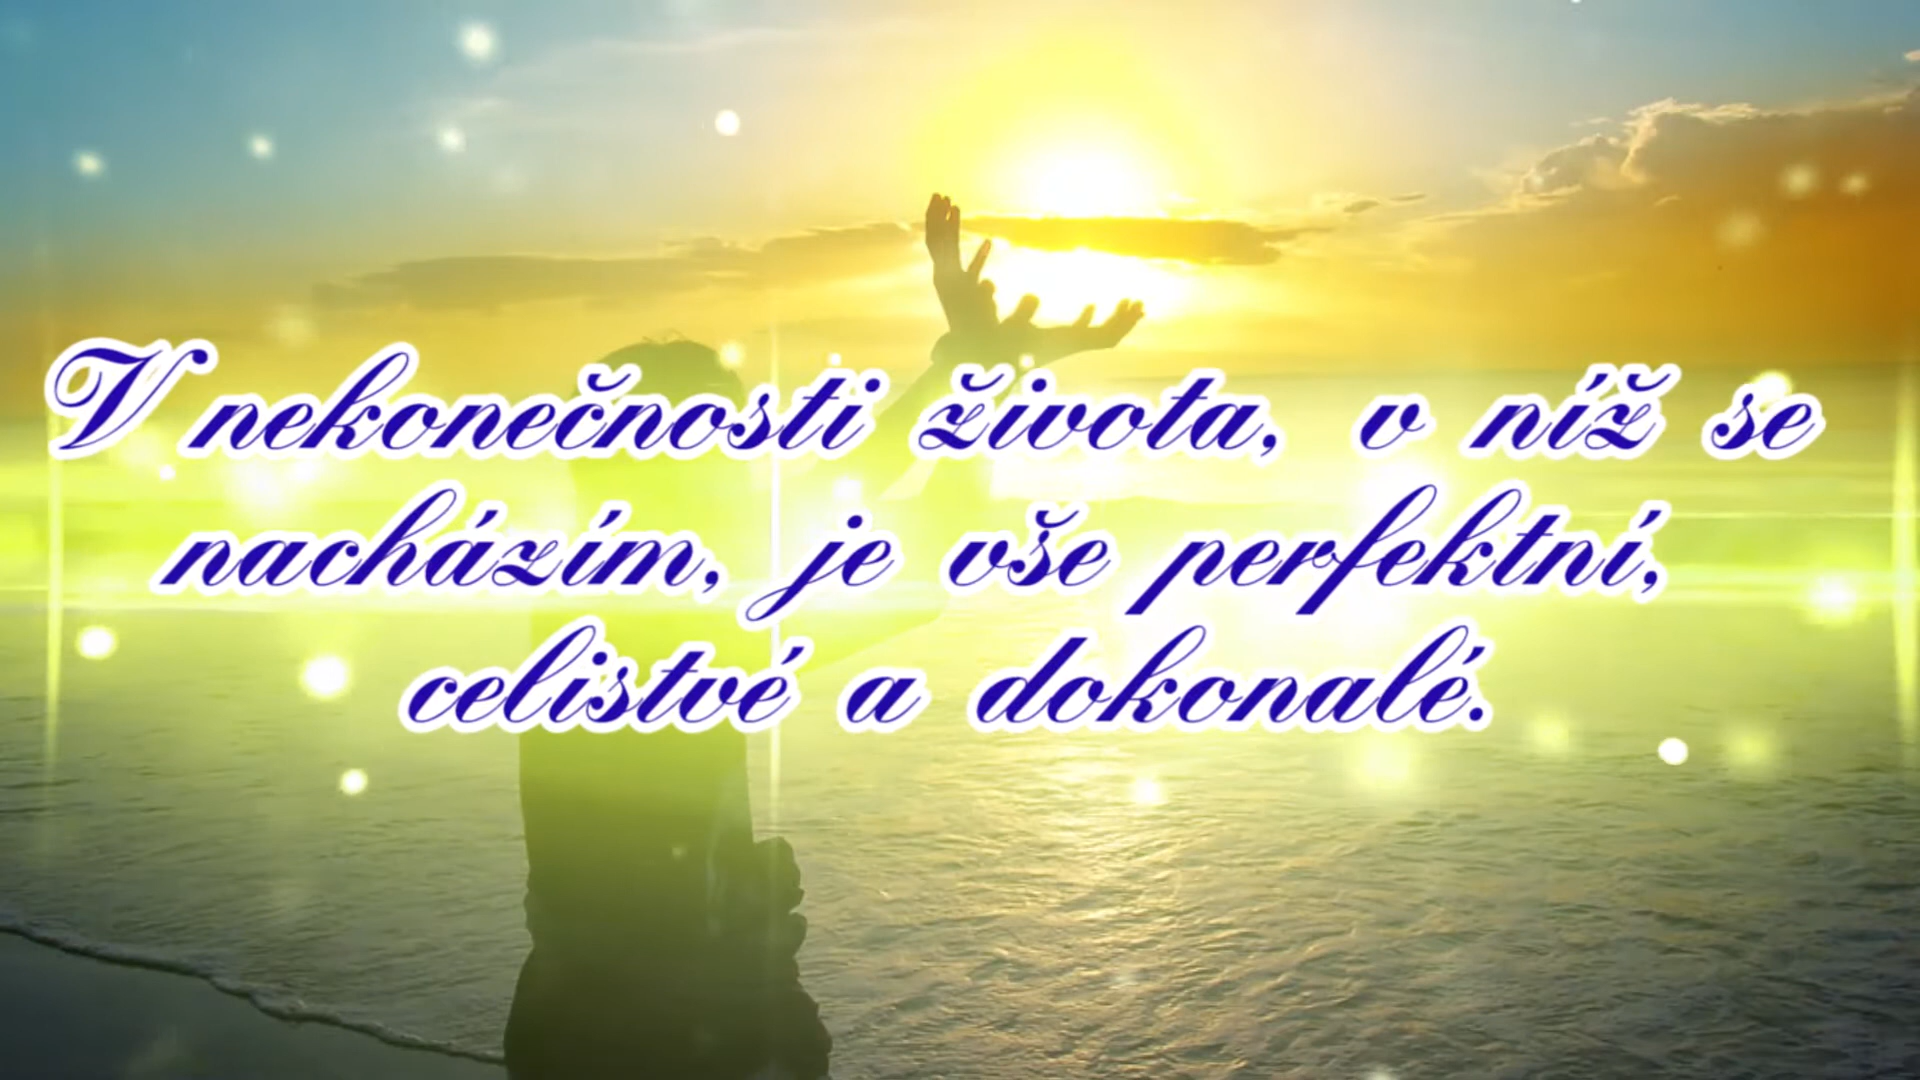 V nekonečnosti života, v níž se
nacházím, je vše perfektní,
celistvé a dokonalé.